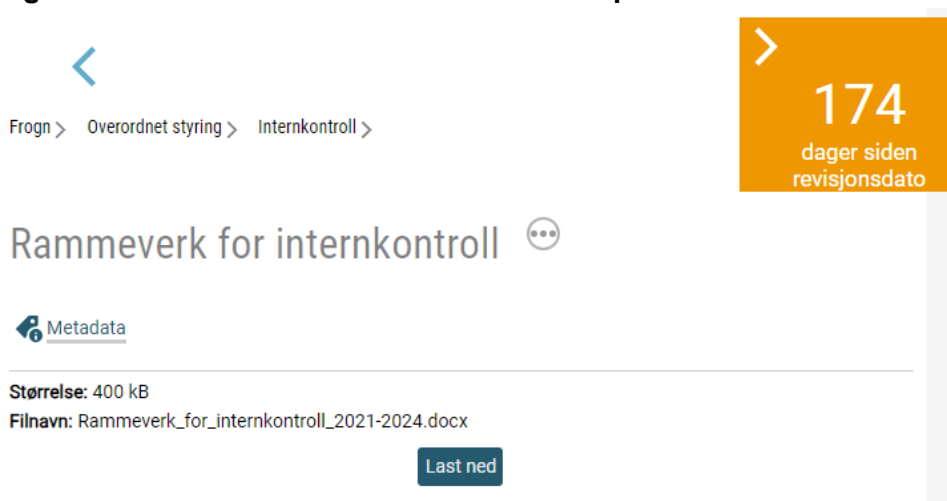 174
dager siden
revisjonsdato
Frogn > Overordnet styring > Internkontroll >
Rammeverk for internkontroll
Metadata
Størrelse: 400 kB
Filnavn: Rammeverk_for_internkontroll_2021-2024.docx
Last ned